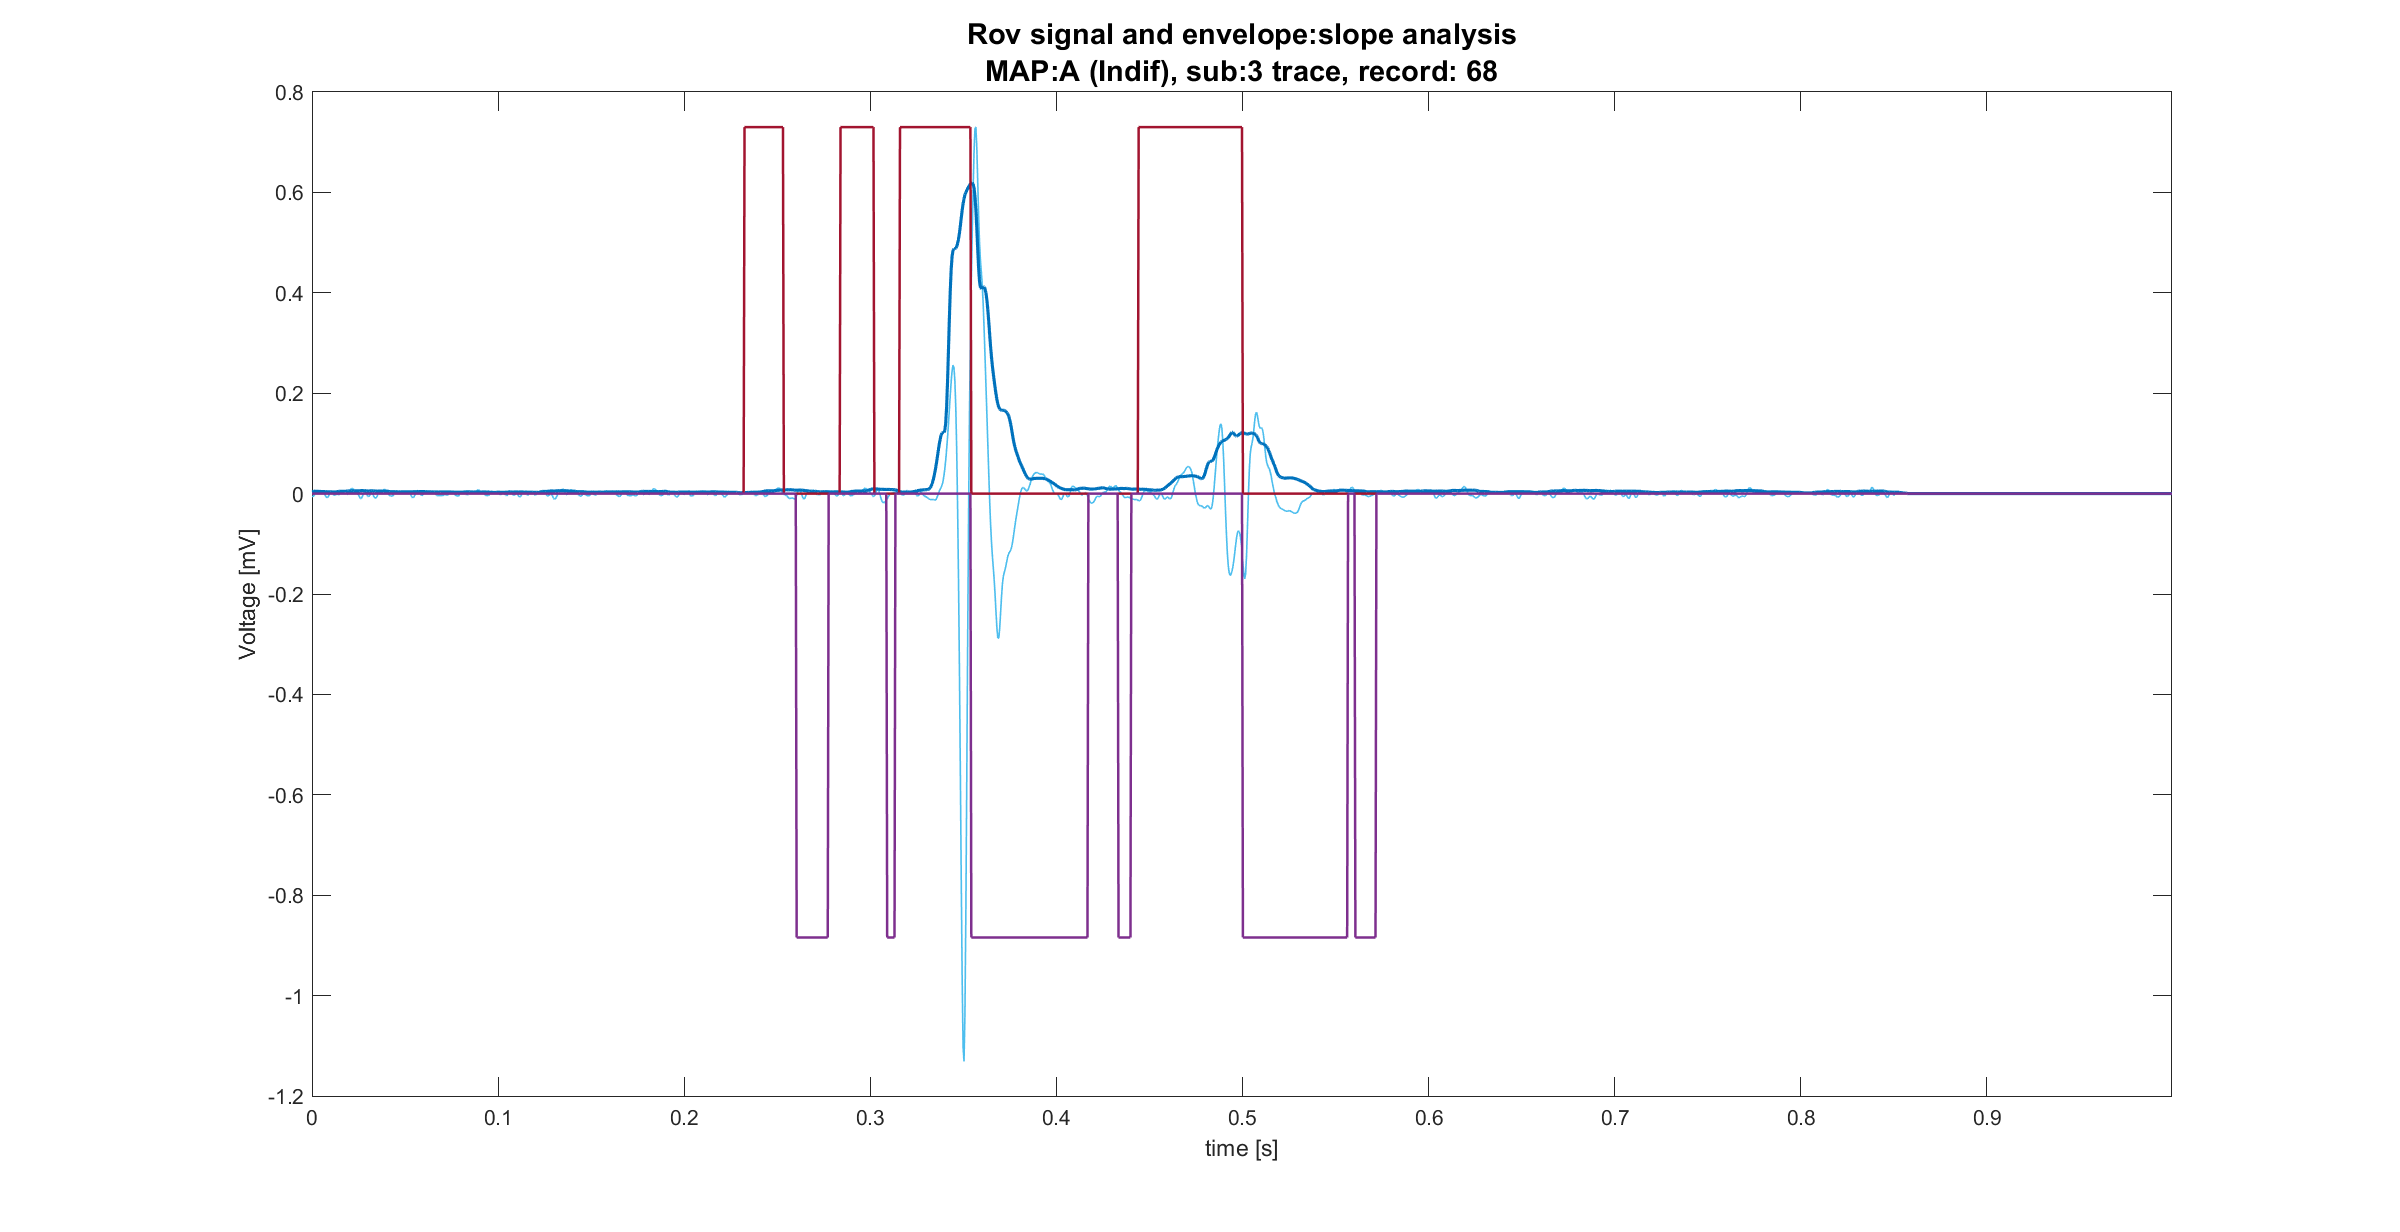 Rov signal and envelope:slope analysis
MAP:A (Indif), sub:3 trace, record: 68
0.8
0.6
0.4
0.2
0
-0.2
-0.4
-0.6
-0.8
-1
-1.2
Voltage [mV]
0 0.1 0.2 0.3 0.4 0.5 0.6 0.7 0.8 0.9
time [s]